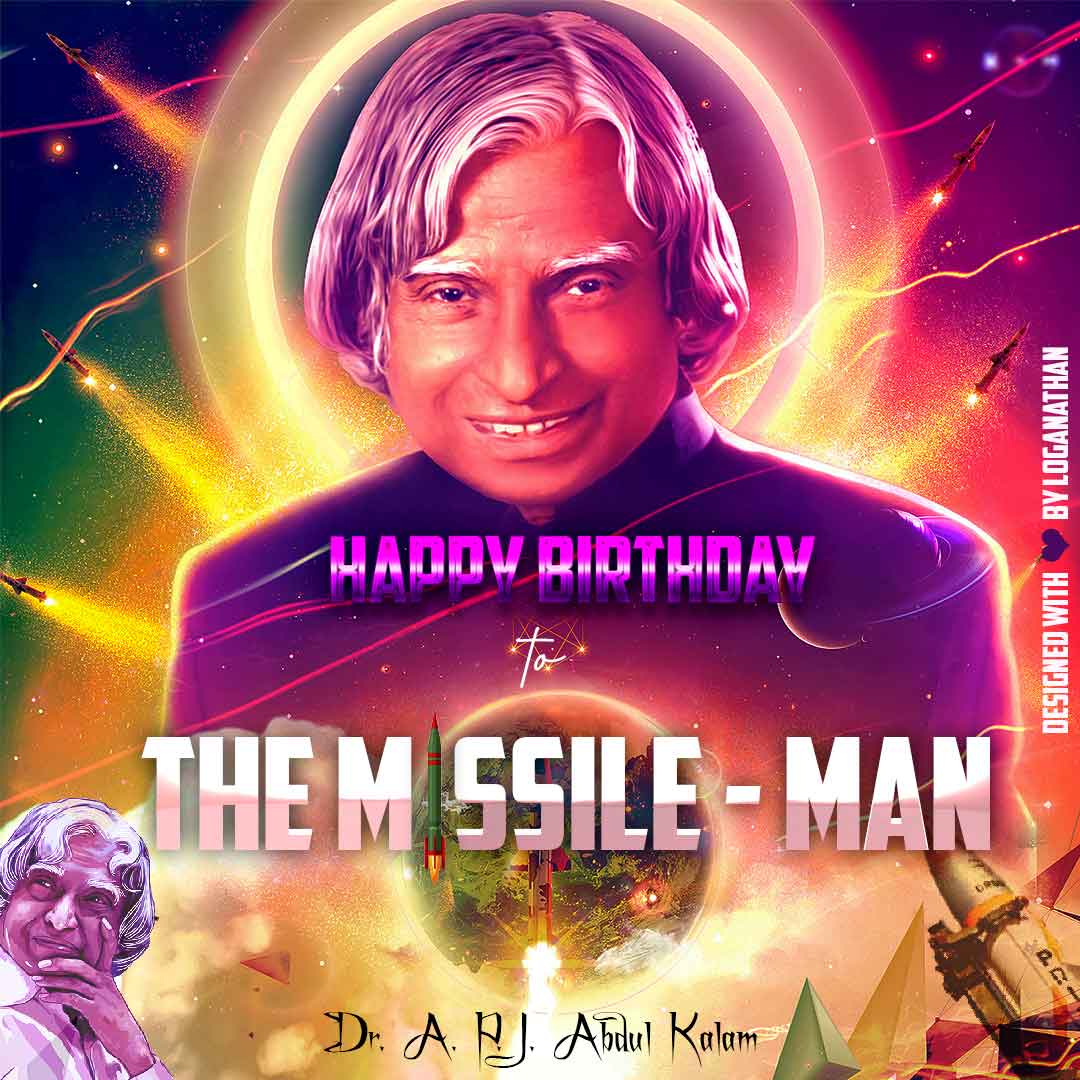 HAPPY BIRTHDAY
to
THE MISSILE - MAN
Dr. A. P.J. Abdul Kalam
DESIGNED WITH ♥ BY LOGANATHAN